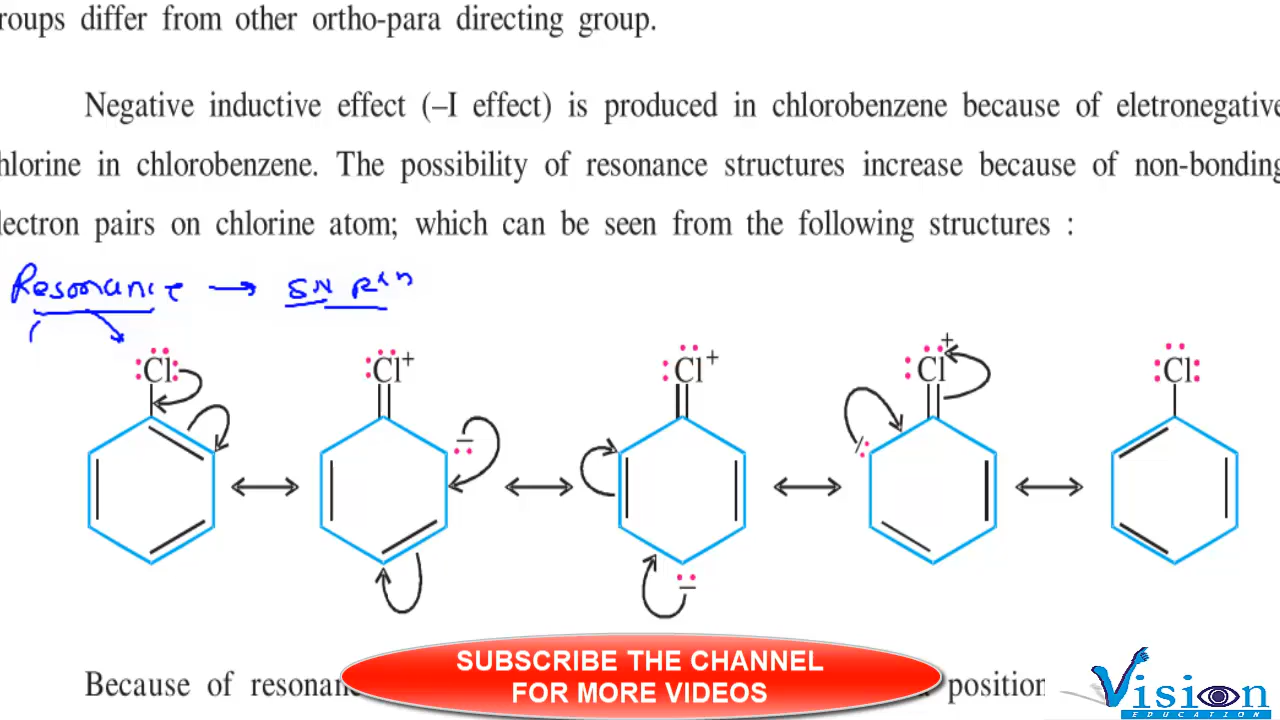 roups differ from other ortho-para directing group.
Negative inductive effect (–I effect) is produced in chlorobenzene because of eletronegative
hlorine in chlorobenzene. The possibility of resonance structures increase because of non-bonding
lectron pairs on chlorine atom; which can be seen from the following structures :
Resonance → SN Rxn
Cl Cl+ Cl+ Cl+ Cl
Because of resonan
position
SUBSCRIBE THE CHANNEL
FOR MORE VIDEOS
Vision
EDUCATION